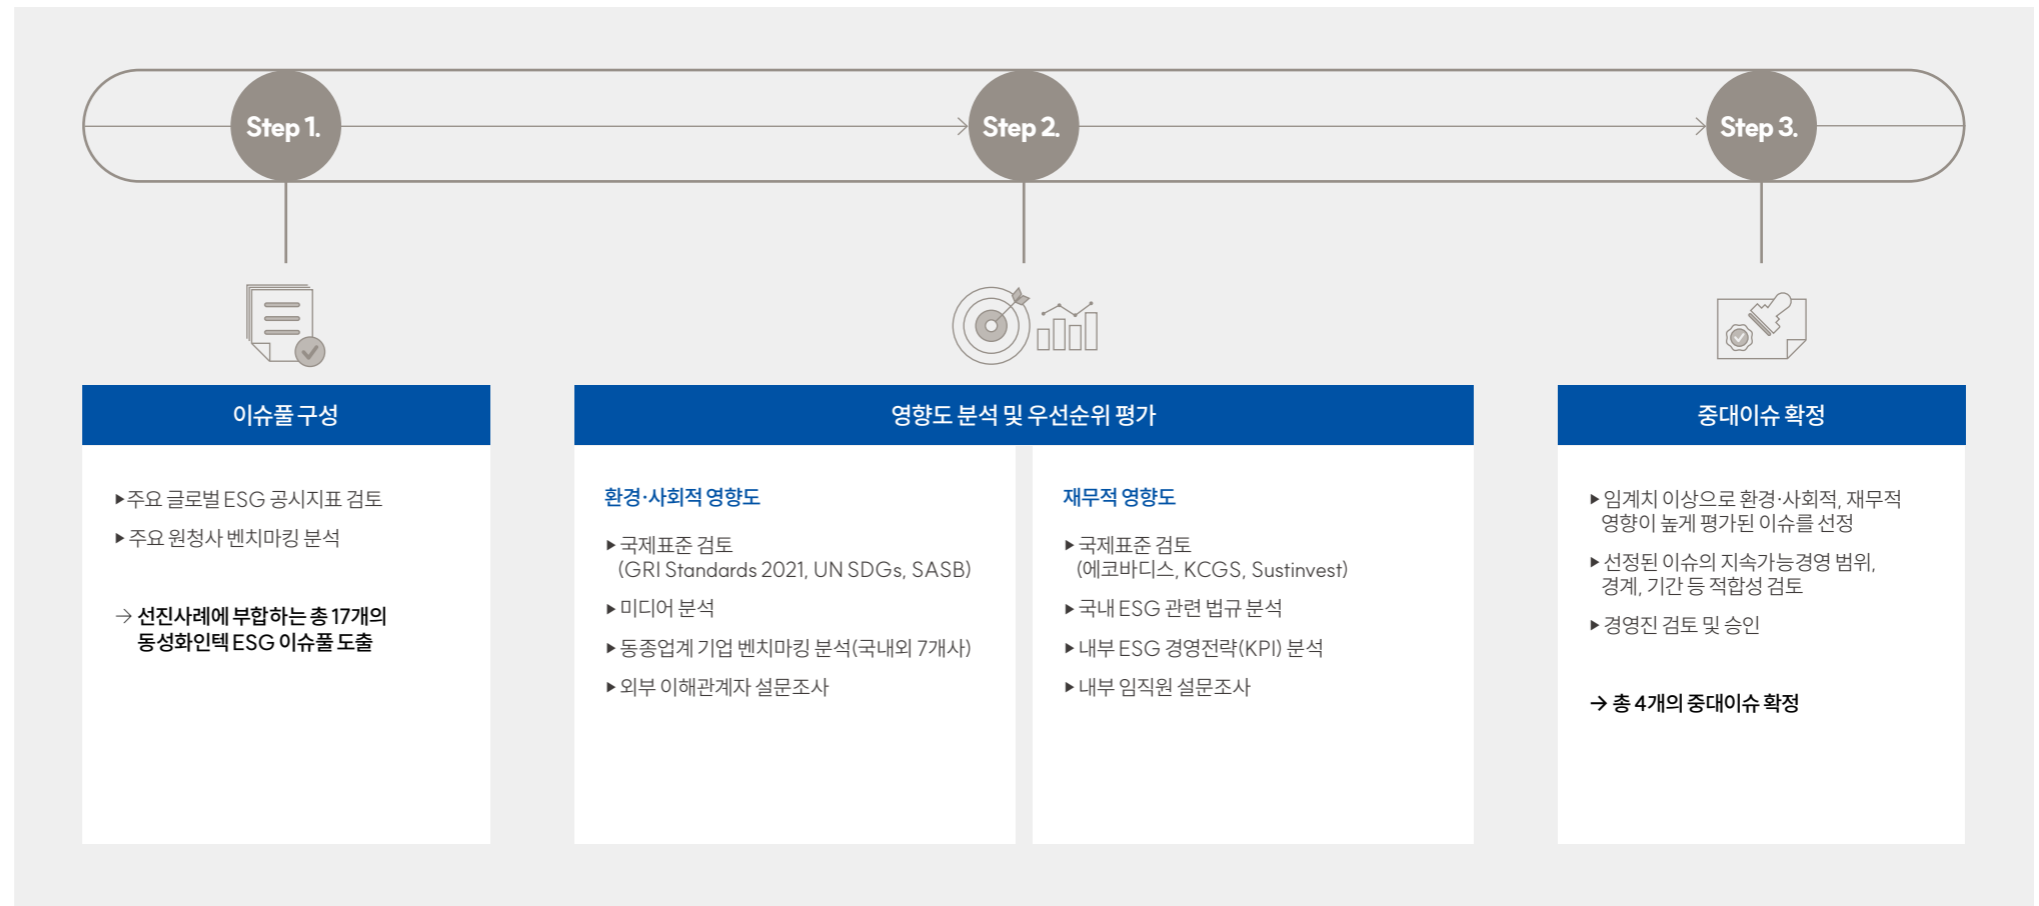 Step 1.
Step 2.
Step 3.
이슈풀 구성
▶주요 글로벌 ESG 공시지표 검토
▶주요 원청사 벤치마킹 분석
→ 선진사례에 부합하는 총 17개의
동성화인텍 ESG 이슈풀 도출
영향도 분석 및 우선순위 평가
환경·사회적 영향도
▶국제표준 검토
(GRI Standards 2021, UN SDGs, SASB)
▶미디어 분석
▶동종업계 기업 벤치마킹 분석(국내외 7개사)
▶외부 이해관계자 설문조사
재무적 영향도
▶국제표준 검토
(에코바디스, KCGS, Sustinvest)
▶국내 ESG 관련 법규 분석
▶내부 ESG 경영전략(KPI) 분석
▶내부 임직원 설문조사
중대이슈 확정
▶임계치 이상으로 환경·사회적, 재무적
영향이 높게 평가된 이슈를 선정
▶선정된 이슈의 지속가능경영 범위,
경계, 기간 등 적합성 검토
▶경영진 검토 및 승인
→ 총 4개의 중대이슈 확정